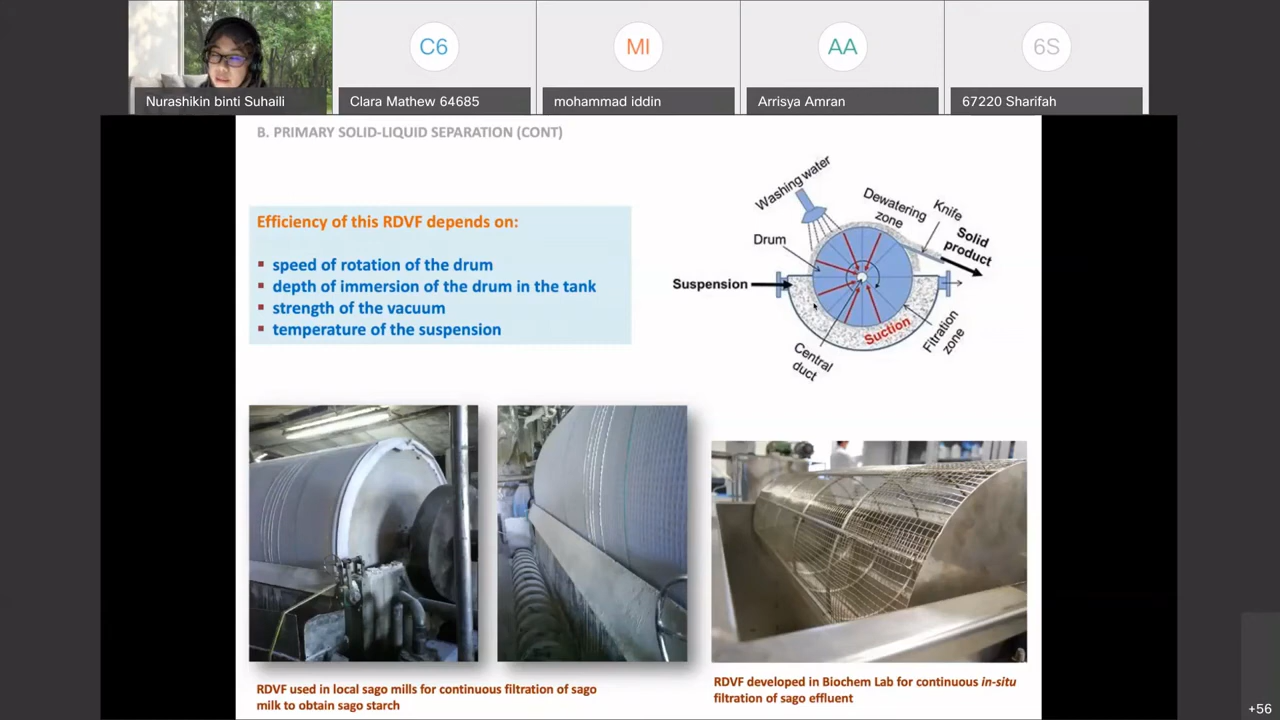 C6
MI
AA
6S
Nurashikin binti Suhaili
Clara Mathew 64685
mohammad iddin
Arrisya Amran
67220 Sharifah
B. PRIMARY SOLID-LIQUID SEPARATION (CONT)
Efficiency of this RDVF depends on:
▪ speed of rotation of the drum
▪ depth of immersion of the drum in the tank
▪ strength of the vacuum
▪ temperature of the suspension
Washing water
Dewatering
zone
Knife
Solid
product
Drum
Suspension
Suction
Filtration
zone
Central
duct
RDVF used in local sago mills for continuous filtration of sago
milk to obtain sago starch
RDVF developed in Biochem Lab for continuous in-situ
filtration of sago effluent
+56